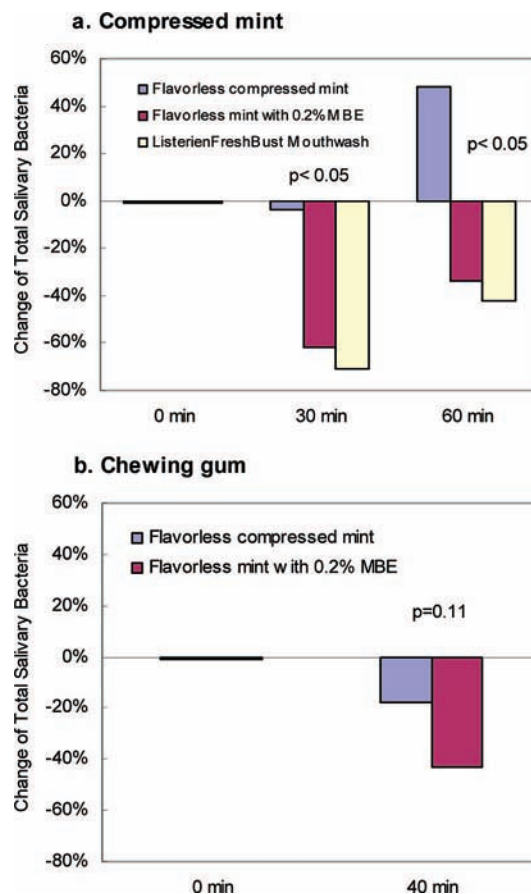 a. Compressed mint
Change of Total Salivary Bacteria
60%
40%
20%
0%
-20%
-40%
-60%
-80%
Flavorless compressed mint
Flavorless mint with 0.2% MBE
ListerienFreshBust Mouthwash
p< 0.05
p< 0.05
0 min
30 min
60 min
b. Chewing gum
Change of Total Salivary Bacteria
60%
40%
20%
0%
-20%
-40%
-60%
-80%
Flavorless compressed mint
Flavorless mint with 0.2% MBE
p=0.11
0 min
40 min